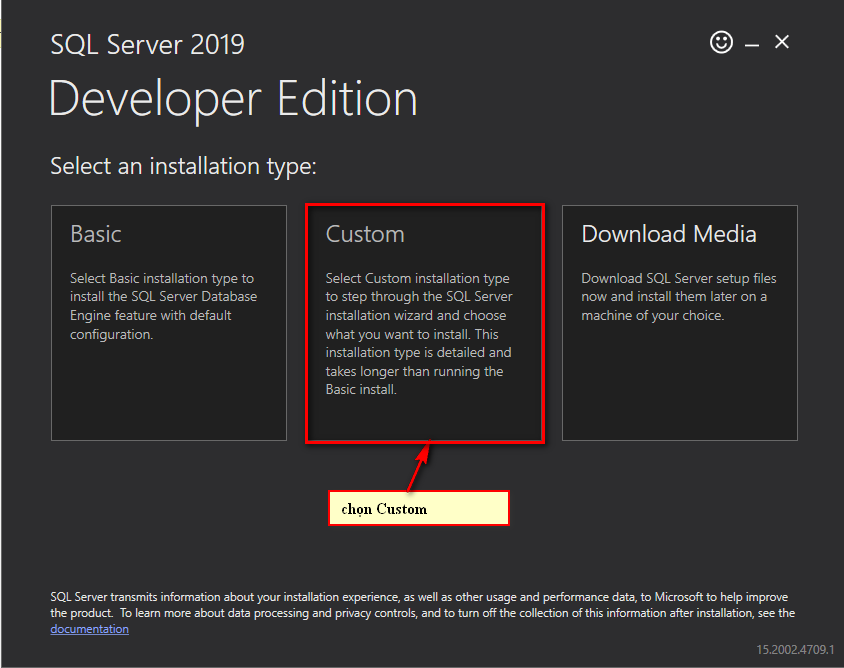 SQL Server 2019
Developer Edition
Select an installation type:
Basic
Select Basic installation type to
install the SQL Server Database
Engine feature with default
configuration.
Custom
Select Custom installation type
to step through the SQL Server
installation wizard and choose
what you want to install. This
installation type is detailed and
takes longer than running the
Basic install.
Download Media
Download SQL Server setup files
now and install them later on a
machine of your choice.
chọn Custom
SQL Server transmits information about your installation experience, as well as other usage and performance data, to Microsoft to help improve
the product.  To learn more about data processing and privacy controls, and to turn off the collection of this information after installation, see the
documentation
15.2002.4709.1